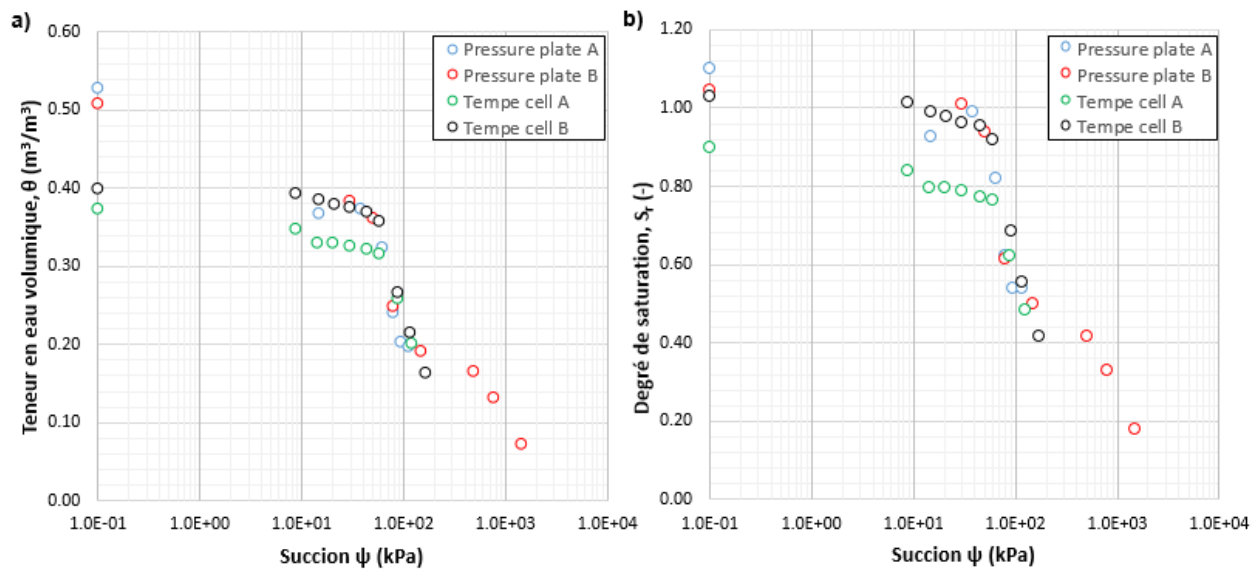 a)
0.60
0.50
0.40
0.30
0.20
0.10
0.00
Teneur en eau volumique, θ (m³/m³)
Pressure plate A
Pressure plate B
Tempe cell A
Tempe cell B
1.0E-01 1.0E+00 1.0E+01 1.0E+02 1.0E+03 1.0E+04
Succion ψ (kPa)
b)
1.20
1.00
0.80
0.60
0.40
0.20
0.00
Degré de saturation, Sᵣ (-)
Pressure plate A
Pressure plate B
Tempe cell A
Tempe cell B
1.0E-01 1.0E+00 1.0E+01 1.0E+02 1.0E+03 1.0E+04
Succion ψ (kPa)